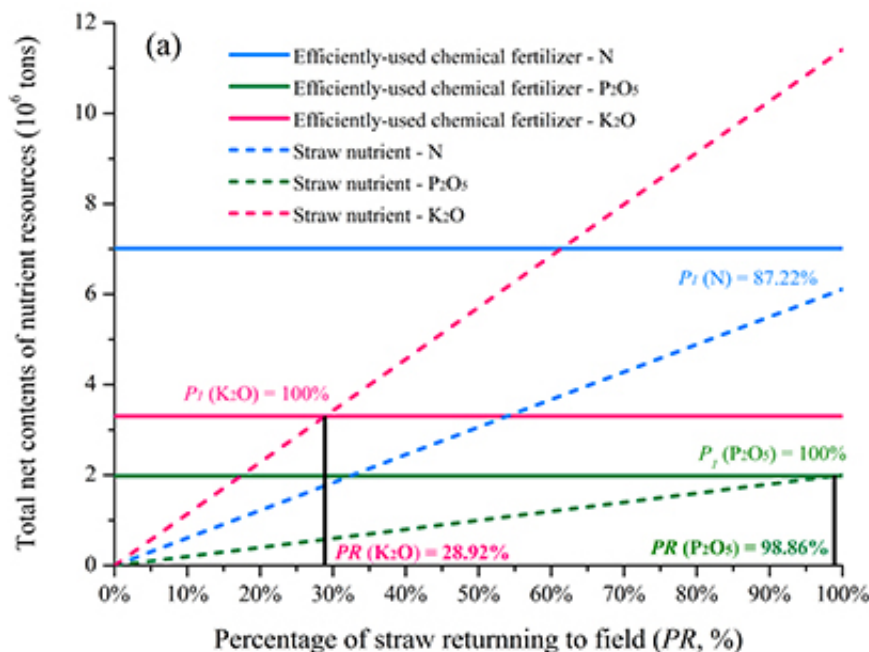 (a)
Efficiently-used chemical fertilizer - N
Efficiently-used chemical fertilizer - P₂O₅
Efficiently-used chemical fertilizer - K₂O
Straw nutrient - N
Straw nutrient - P₂O₅
Straw nutrient - K₂O
Total net contents of nutrient resources (10⁶ tons)
12
10
8
6
4
2
0
P₁ (N) = 87.22%
P₁ (K₂O) = 100%
P₁ (P₂O₅) = 100%
PR (K₂O) = 28.92%
PR (P₂O₅) = 98.86%
0% 10% 20% 30% 40% 50% 60% 70% 80% 90% 100%
Percentage of straw returnning to field (PR, %)